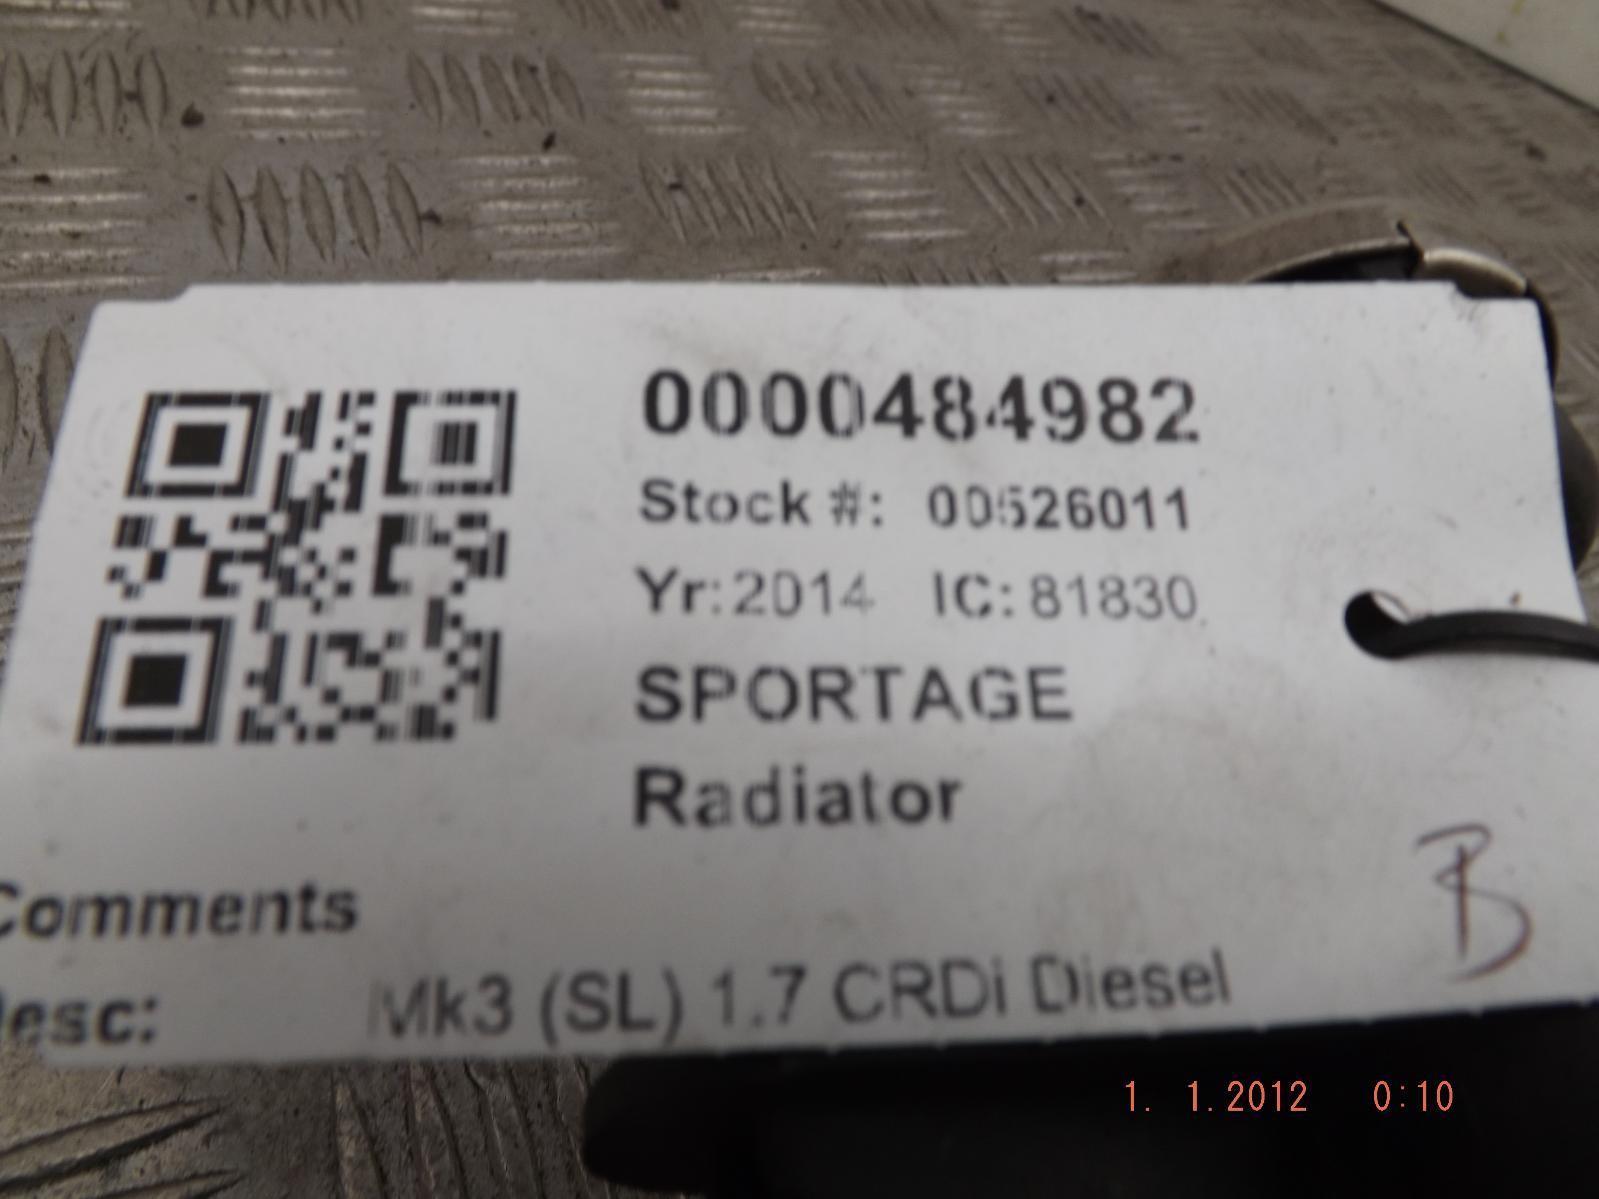 0000484982
Stock #: 00526011
Yr:2014 IC:81830
SPORTAGE
Radiator
B
Comments
Desc: Mk3 (SL) 1.7 CRDi Diesel
1. 1.2012 0:10